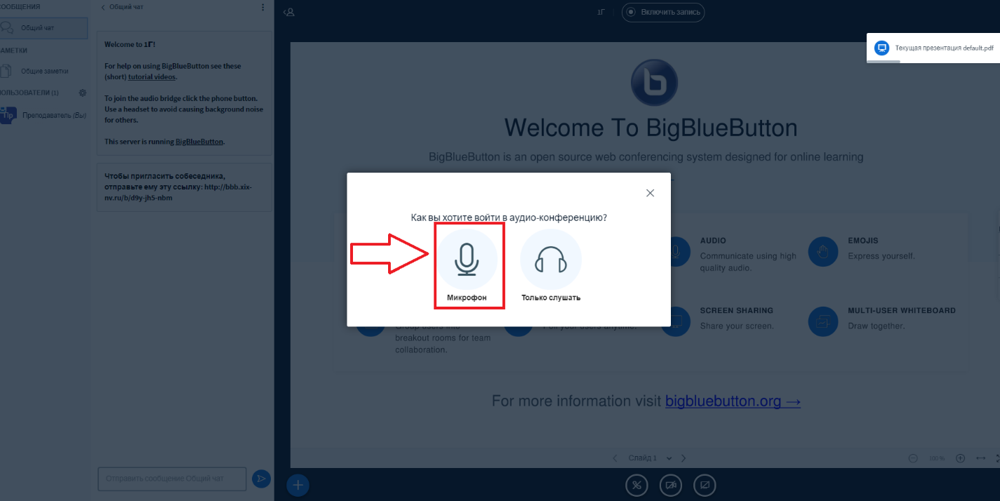 СООБЩЕНИЯ
Общий чат
ЗАМЕТКИ
Общие заметки
ПОЛЬЗОВАТЕЛИ (1)
Пр
Преподаватель (Вы)
Общий чат
Welcome to 1Г!
For help on using BigBlueButton see these
(short) tutorial videos.
To join the audio bridge click the phone button.
Use a headset to avoid causing background noise
for others.
This server is running BigBlueButton.
Чтобы пригласить собеседника,
отправьте ему эту ссылку: http://bbb.xix-
nv.ru/b/d9y-jh5-nbm
Отправить сообщение Общий чат
1Г
Включить запись
Текущая презентация default.pdf
b
Welcome To BigBlueButton
BigBlueButton is an open source web conferencing system designed for online learning
Как вы хотите войти в аудио-конференцию?
Микрофон
Только слушать
AUDIO
Communicate using high
quality audio.
EMOJIS
Express yourself.
Group users into
breakout rooms for team
collaboration.
Poll your users anytime.
SCREEN SHARING
Share your screen.
MULTI-USER WHITEBOARD
Draw together.
For more information visit bigbluebutton.org →
Слайд 1
100%